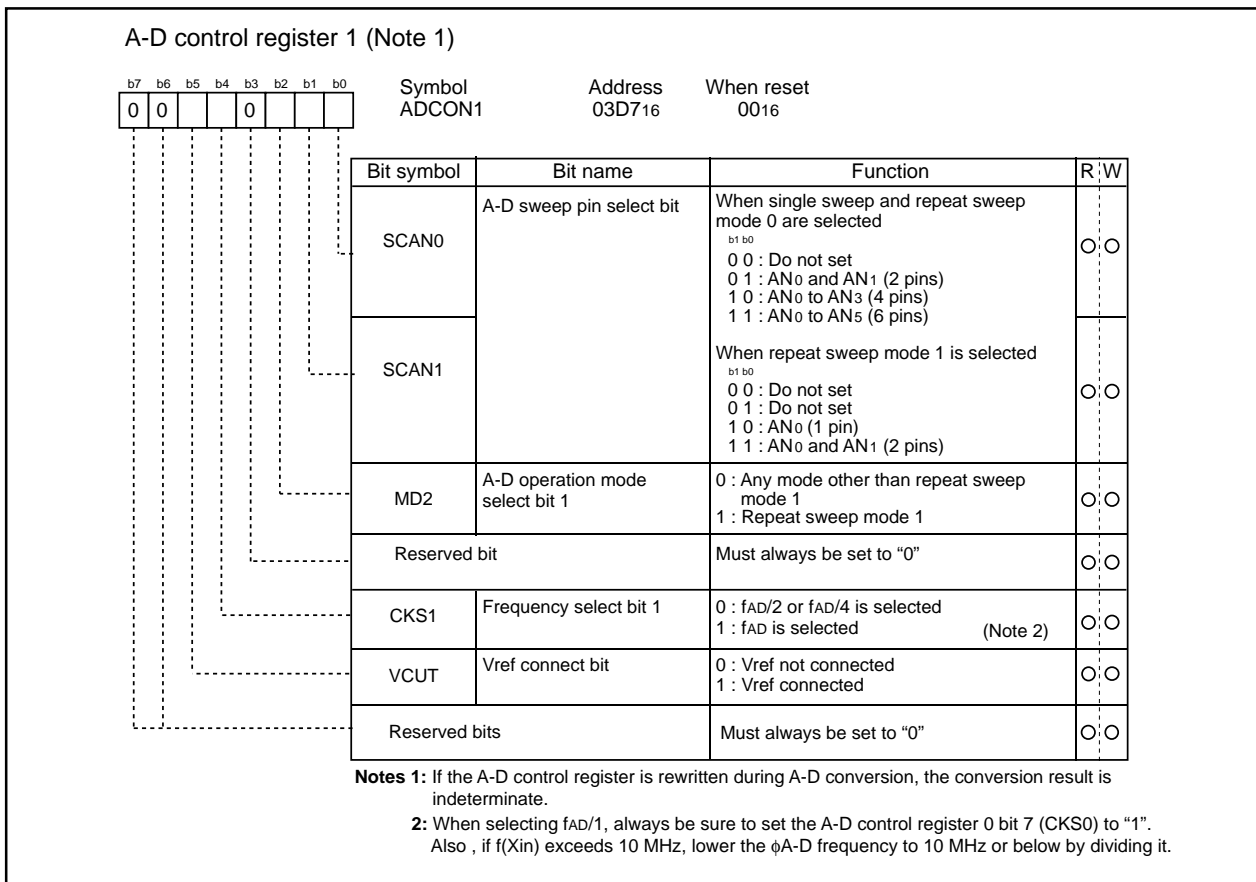 A-D control register 1 (Note 1)
b7 b6 b5 b4 b3 b2 b1 b0
0 0 0
Symbol Address When reset
ADCON1 03D716 0016
Bit symbol Bit name Function R W
SCAN0
A-D sweep pin select bit
When single sweep and repeat sweep
mode 0 are selected
b1 b0
0 0 : Do not set
0 1 : AN0 and AN1 (2 pins)
1 0 : AN0 to AN3 (4 pins)
1 1 : AN0 to AN5 (6 pins)
SCAN1
When repeat sweep mode 1 is selected
b1 b0
0 0 : Do not set
0 1 : Do not set
1 0 : AN0 (1 pin)
1 1 : AN0 and AN1 (2 pins)
MD2
A-D operation mode
select bit 1
0 : Any mode other than repeat sweep
mode 1
1 : Repeat sweep mode 1
Reserved bit
Must always be set to “0”
CKS1
Frequency select bit 1
0 : fAD/2 or fAD/4 is selected
1 : fAD is selected (Note 2)
VCUT
Vref connect bit
0 : Vref not connected
1 : Vref connected
Reserved bits
Must always be set to “0”
Notes 1: If the A-D control register is rewritten during A-D conversion, the conversion result is
indeterminate.
2: When selecting fAD/1, always be sure to set the A-D control register 0 bit 7 (CKS0) to “1”.
Also , if f(Xin) exceeds 10 MHz, lower the ϕA-D frequency to 10 MHz or below by dividing it.